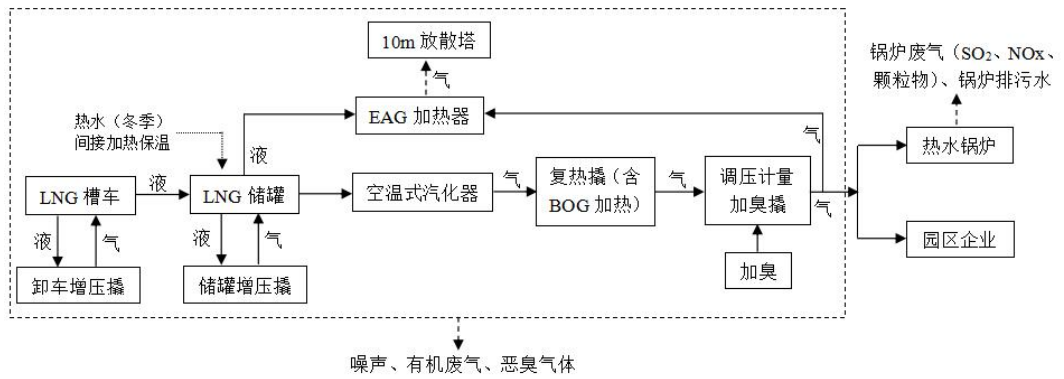 10m 放散塔
气
锅炉废气（SO₂、NOx、
颗粒物）、锅炉排污水
热水（冬季）
间接加热保温
EAG 加热器
液
气
热水锅炉
LNG 槽车
液
LNG 储罐
空温式汽化器
气
复热撬（含
BOG 加热）
气
调压计量
加臭撬
气
液
气
液
气
园区企业
卸车增压撬
储罐增压撬
加臭
噪声、有机废气、恶臭气体